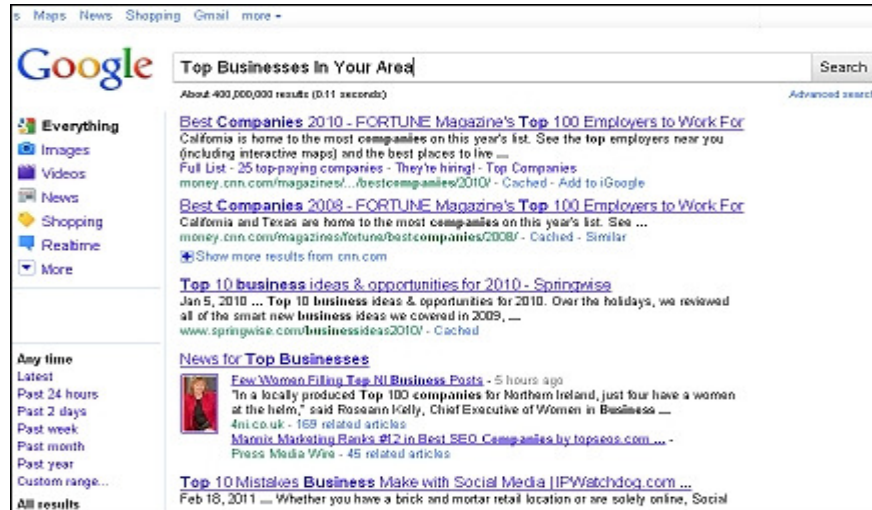 s Maps News Shopping Gmail more
Google
Top Businesses In Your Area
Search
About 400,000,000 results (0.11 seconds)
Advanced search
Everything
Images
Videos
News
Shopping
Realtime
More
Any time
Latest
Past 24 hours
Past 2 days
Past week
Past month
Past year
Custom range...
All results
Best Companies 2010 - FORTUNE Magazine's Top 100 Employers to Work For
California is home to the most companies on this year's list. See the top employers near you
(including interactive maps) and the best places to live ...
Full List - 25 top-paying companies - They're hiring! - Top Companies
money.cnn.com/magazines/.../bestcompanies/2010/ - Cached - Add to iGoogle
Best Companies 2008 - FORTUNE Magazine's Top 100 Employers to Work For
California and Texas are home to the most companies on this year's list. See ...
money.cnn.com/magazines/fortune/bestcompanies/2008/ - Cached - Similar
Show more results from cnn.com
Top 10 business ideas & opportunities for 2010 - Springwise
Jan 5, 2010 ... Top 10 business ideas & opportunities for 2010. Over the holidays, we reviewed
all of the smart new business ideas we covered in 2009, ...
www.springwise.com/businessideas2010/ - Cached
News for Top Businesses
Few Women Filling Top NI Business Posts - 5 hours ago
"In a locally produced Top 100 companies for Northern Ireland, just four have a women
at the helm," said Roseann Kelly, Chief Executive of Women in Business ...
4ni.co.uk - 169 related articles
Mannix Marketing Ranks #12 in Best SEO Companies by topseos.com ... -
Press Media Wire - 45 related articles
Top 10 Mistakes Business Make with Social Media | IPWatchdog.com ...
Feb 18, 2011 ... Whether you have a brick and mortar retail location or are solely online, Social